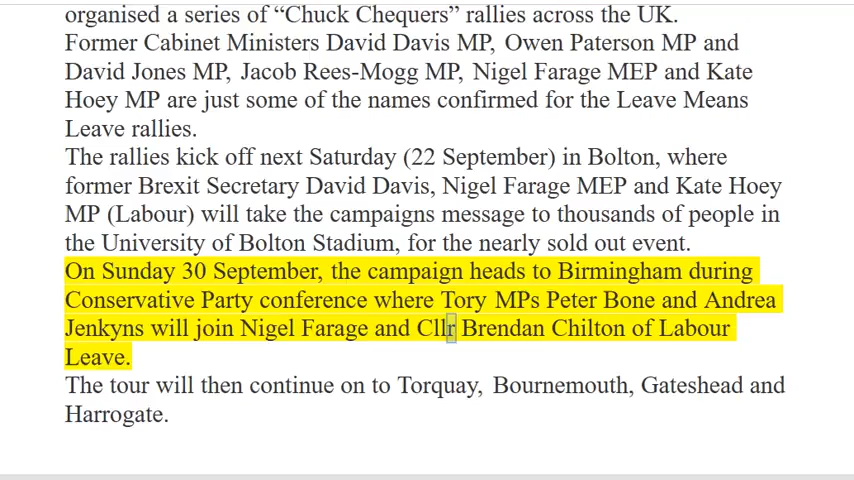 organised a series of “Chuck Chequers” rallies across the UK.
Former Cabinet Ministers David Davis MP, Owen Paterson MP and
David Jones MP, Jacob Rees-Mogg MP, Nigel Farage MEP and Kate
Hoey MP are just some of the names confirmed for the Leave Means
Leave rallies.
The rallies kick off next Saturday (22 September) in Bolton, where
former Brexit Secretary David Davis, Nigel Farage MEP and Kate Hoey
MP (Labour) will take the campaigns message to thousands of people in
the University of Bolton Stadium, for the nearly sold out event.
On Sunday 30 September, the campaign heads to Birmingham during
Conservative Party conference where Tory MPs Peter Bone and Andrea
Jenkyns will join Nigel Farage and Cllr Brendan Chilton of Labour
Leave.
The tour will then continue on to Torquay, Bournemouth, Gateshead and
Harrogate.